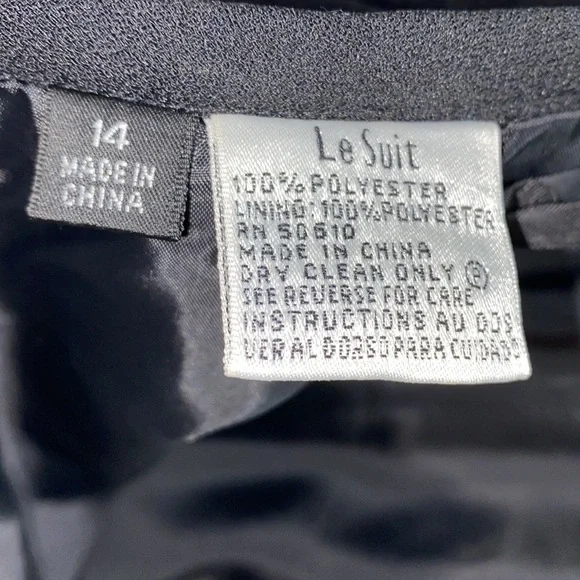 14
MADE IN
CHINA
Le Suit
100% POLYESTER
LINING: 100% POLYESTER
RN 50610
MADE IN CHINA
DRY CLEAN ONLY Ⓟ
SEE REVERSE FOR CARE
INSTRUCTIONS AU DOS
VER AL DORSO PARA CUIDADO